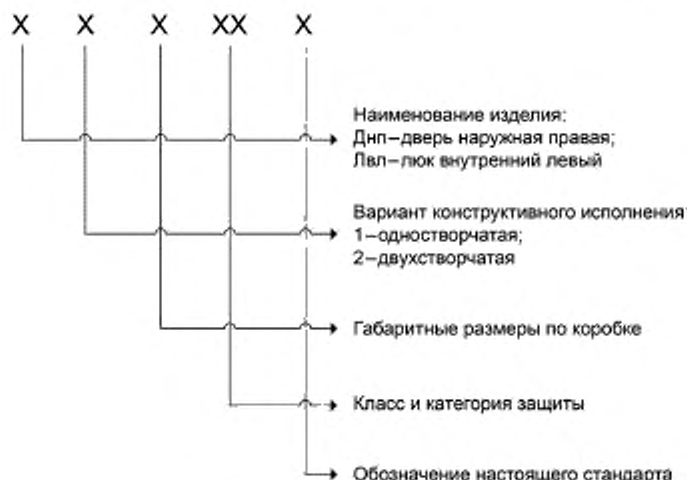 X X X XX X
Наименование изделия:
Днп–дверь наружная правая;
Лвл–люк внутренний левый
Вариант конструктивного исполнения
1–одностворчатая;
2–двухстворчатая
Габаритные размеры по коробке
Класс и категория защиты
Обозначение настоящего стандарта